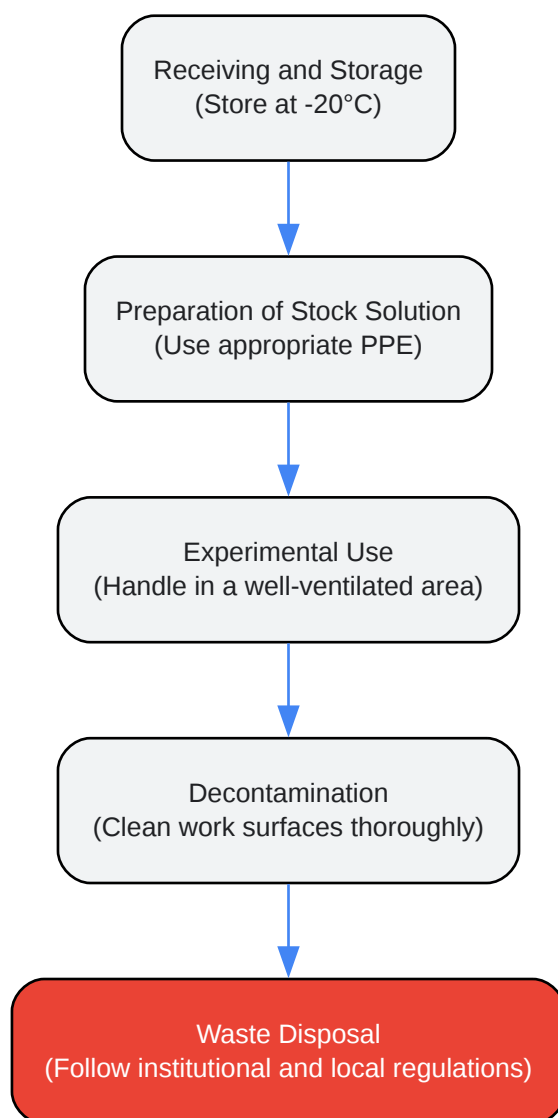 Receiving and Storage
(Store at -20°C)
Preparation of Stock Solution
(Use appropriate PPE)
Experimental Use
(Handle in a well-ventilated area)
Decontamination
(Clean work surfaces thoroughly)
Waste Disposal
(Follow institutional and local regulations)